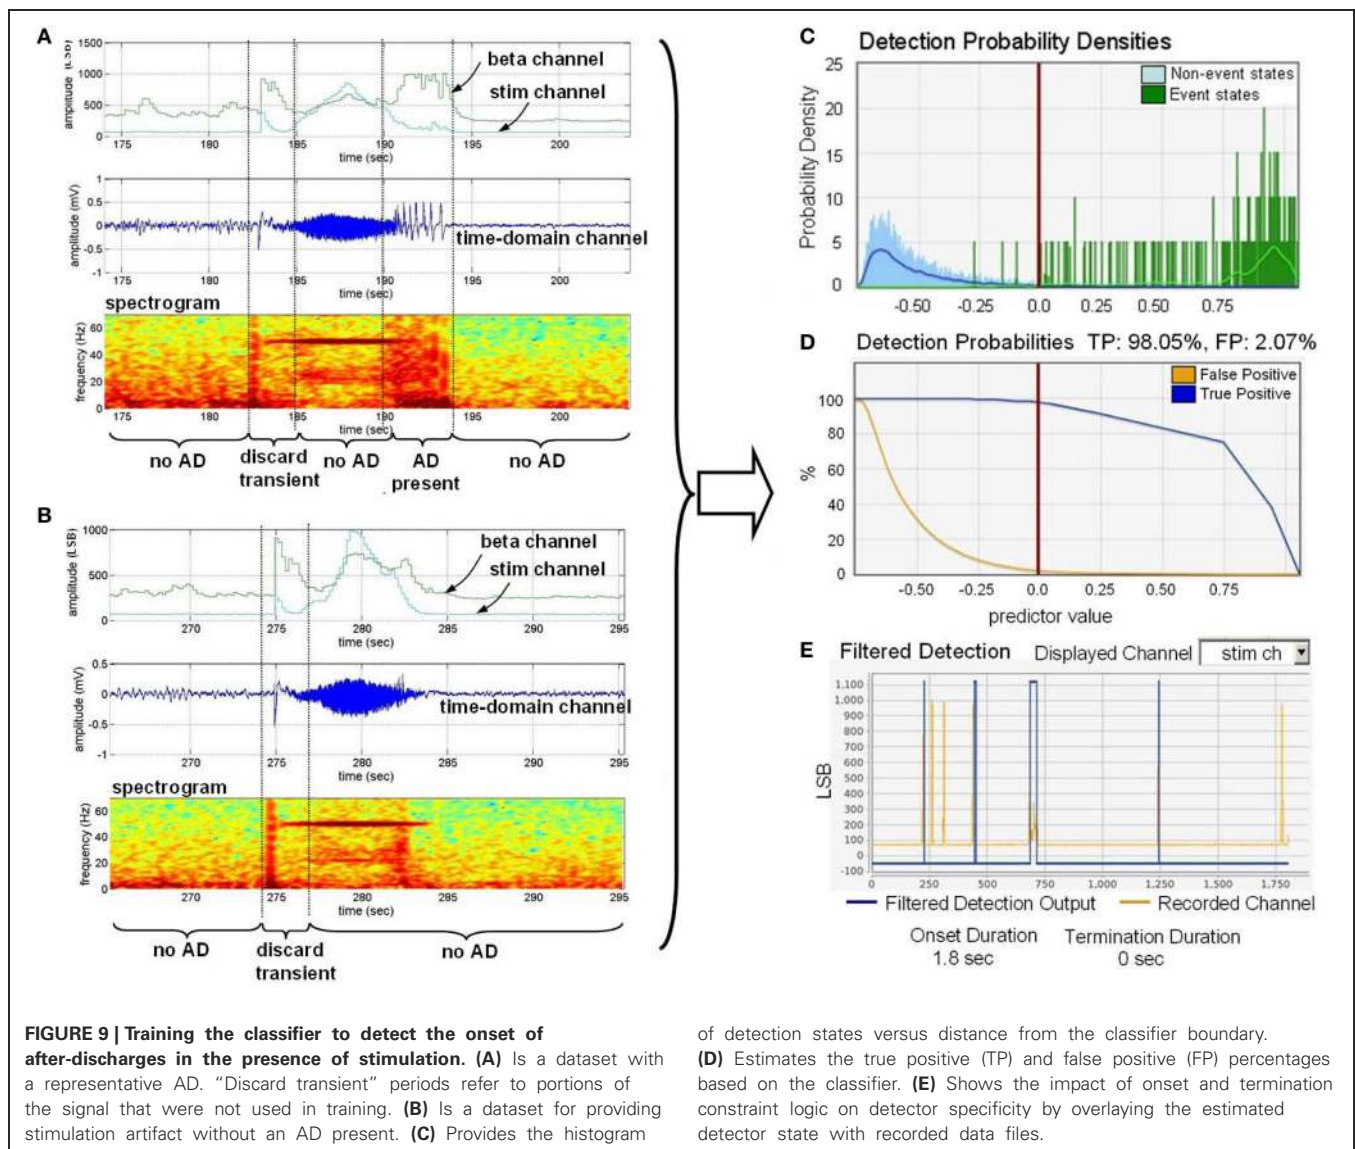 A
amplitude (LSB)
1500
1000
500
0
beta channel
stim channel
175 180 185 190 195 200
time (sec)
amplitude (mV)
1
0.5
0
-0.5
-1
time-domain channel
175 180 185 190 195 200
time (sec)
spectrogram
frequency (Hz)
60
40
20
0
175 180 185 190 195 200
time (sec)
no AD
discard
transient
no AD
AD
present
no AD
B
amplitude (LSB)
1000
500
0
beta channel
stim channel
270 275 280 285 290 295
time (sec)
amplitude (mV)
0.5
0
-0.5
-1
time-domain channel
270 275 280 285 290 295
time (sec)
spectrogram
frequency (Hz)
60
40
20
0
270 275 280 285 290 295
time (sec)
no AD
discard
transient
no AD
C
Detection Probability Densities
Probability Density
25
20
15
10
5
0
Non-event states
Event states
-0.50 -0.25 0.0 0.25 0.50 0.75
D
Detection Probabilities TP: 98.05%, FP: 2.07%
False Positive
True Positive
%
100
80
60
40
20
0
-0.50 -0.25 0.0 0.25 0.50 0.75
predictor value
E
Filtered Detection Displayed Channel stim ch
LSB
1,100
1,000
900
800
700
600
500
400
300
200
100
0
-100
0 250 500 750 1,000 1,250 1,500 1,750
Filtered Detection Output Recorded Channel
Onset Duration Termination Duration
1.8 sec 0 sec
FIGURE 9 | Training the classifier to detect the onset of
after-discharges in the presence of stimulation. (A) Is a dataset with
a representative AD. “Discard transient” periods refer to portions of
the signal that were not used in training. (B) Is a dataset for providing
stimulation artifact without an AD present. (C) Provides the histogram
of detection states versus distance from the classifier boundary.
(D) Estimates the true positive (TP) and false positive (FP) percentages
based on the classifier. (E) Shows the impact of onset and termination
constraint logic on detector specificity by overlaying the estimated
detector state with recorded data files.